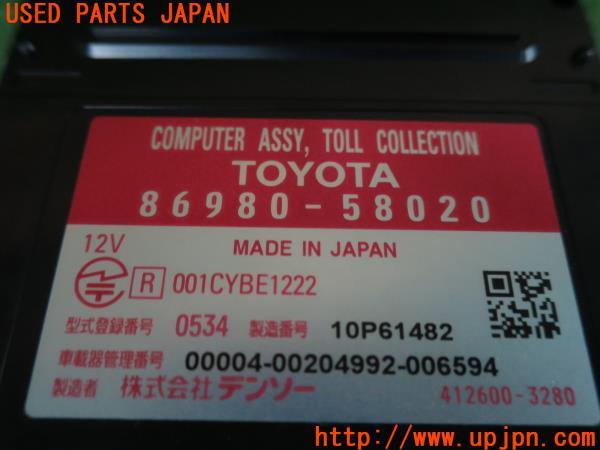 USED PARTS JAPAN
COMPUTER ASSY, TOLL COLLECTION
TOYOTA
86980-58020
12V
MADE IN JAPAN
R 001CYBE1222
型式登録番号 0534 製造番号 10P61482
車載器管理番号 00004-00204992-006594
製造者 株式会社デンソー 412600-3280
http://www.upjpn.com